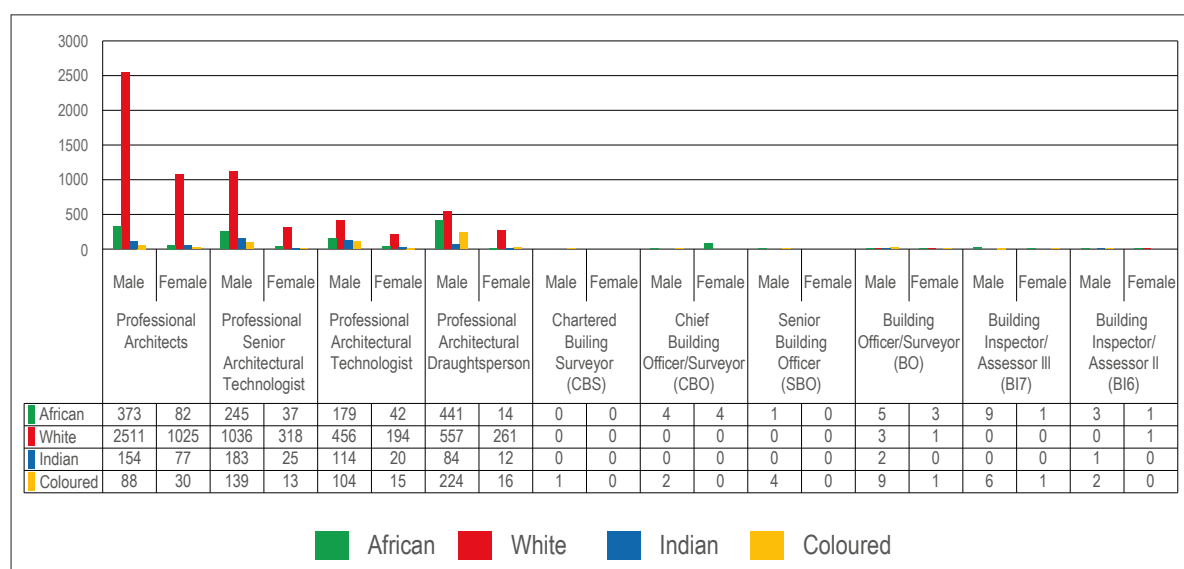 3000
2500
2000
1500
1000
500
0
Male Female Male Female Male Female Male Female Male Female Male Female Male Female Male Female Male Female Male Female
Professional Architects
Professional Senior Architectural Technologist
Professional Architectural Technologist
Professional Architectural Draughtsperson
Chartered Builing Surveyor (CBS)
Chief Building Officer/Surveyor (CBO)
Senior Building Officer (SBO)
Building Officer/Surveyor (BO)
Building Inspector/ Assessor III (BI7)
Building Inspector/ Assessor II (BI6)
African 373 82 245 37 179 42 441 14 0 0 4 4 1 0 5 3 9 1 3 1
White 2511 1025 1036 318 456 194 557 261 0 0 0 0 0 0 3 1 0 0 0 1
Indian 154 77 183 25 114 20 84 12 0 0 0 0 0 0 2 0 0 0 1 0
Coloured 88 30 139 13 104 15 224 16 1 0 2 0 4 0 9 1 6 1 2 0
African White Indian Coloured